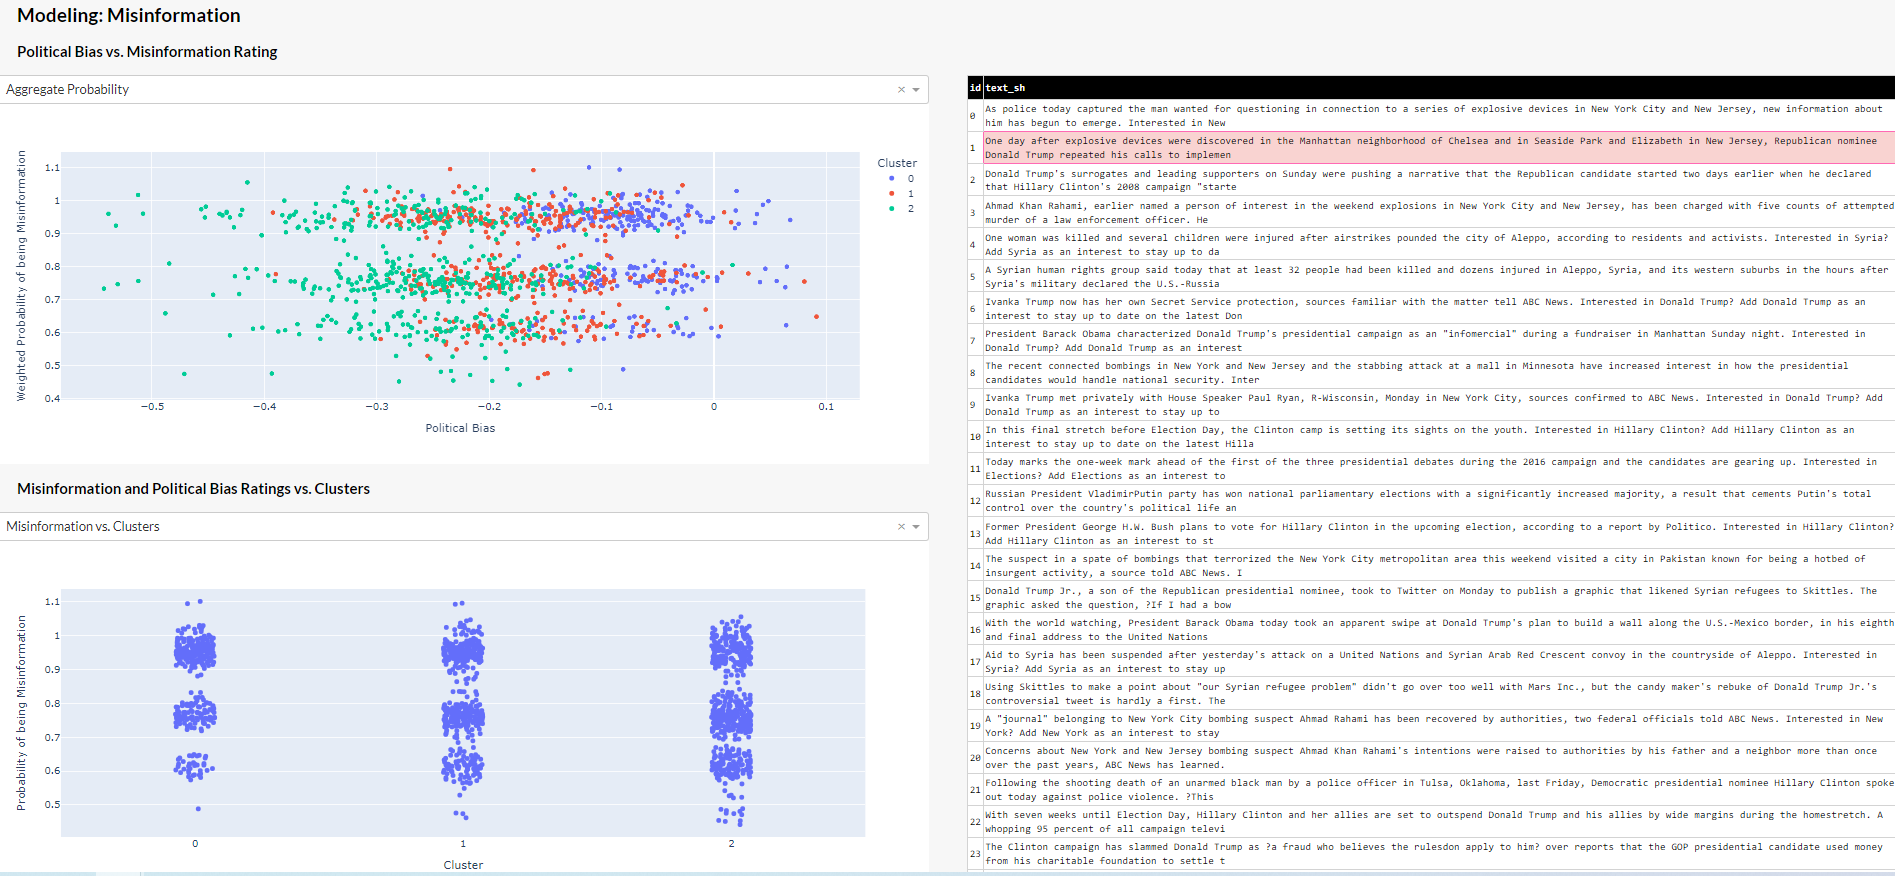 Modeling: Misinformation
Political Bias vs. Misinformation Rating
Aggregate Probability
Weighted Probability of being Misinformation
1.1
1
0.9
0.8
0.7
0.6
0.5
0.4
−0.5
−0.4
−0.3
−0.2
−0.1
0
0.1
Political Bias
Cluster
0
1
2
Misinformation and Political Bias Ratings vs. Clusters
Misinformation vs. Clusters
Probability of being Misinformation
1.1
1
0.9
0.8
0.7
0.6
0.5
0
1
2
Cluster
id text_sh
0 As police today captured the man wanted for questioning in connection to a series of explosive devices in New York City and New Jersey, new information about
him has begun to emerge. Interested in New
1 One day after explosive devices were discovered in the Manhattan neighborhood of Chelsea and in Seaside Park and Elizabeth in New Jersey, Republican nominee
Donald Trump repeated his calls to implemen
2 Donald Trump's surrogates and leading supporters on Sunday were pushing a narrative that the Republican candidate started two days earlier when he declared
that Hillary Clinton's 2008 campaign "starte
3 Ahmad Khan Rahami, earlier named a person of interest in the weekend explosions in New York City and New Jersey, has been charged with five counts of attempted
murder of a law enforcement officer. He
4 One woman was killed and several children were injured after airstrikes pounded the city of Aleppo, according to residents and activists. Interested in Syria?
Add Syria as an interest to stay up to da
5 A Syrian human rights group said today that at least 32 people had been killed and dozens injured in Aleppo, Syria, and its western suburbs in the hours after
Syria's military declared the U.S.-Russia
6 Ivanka Trump now has her own Secret Service protection, sources familiar with the matter tell ABC News. Interested in Donald Trump? Add Donald Trump as an
interest to stay up to date on the latest Don
7 President Barack Obama characterized Donald Trump's presidential campaign as an "infomercial" during a fundraiser in Manhattan Sunday night. Interested in
Donald Trump? Add Donald Trump as an interest
8 The recent connected bombings in New York and New Jersey and the stabbing attack at a mall in Minnesota have increased interest in how the presidential
candidates would handle national security. Inter
9 Ivanka Trump met privately with House Speaker Paul Ryan, R-Wisconsin, Monday in New York City, sources confirmed to ABC News. Interested in Donald Trump? Add
Donald Trump as an interest to stay up to
10 In this final stretch before Election Day, the Clinton camp is setting its sights on the youth. Interested in Hillary Clinton? Add Hillary Clinton as an
interest to stay up to date on the latest Hilla
11 Today marks the one-week mark ahead of the first of the three presidential debates during the 2016 campaign and the candidates are gearing up. Interested in
Elections? Add Elections as an interest to
12 Russian President VladimirPutin party has won national parliamentary elections with a significantly increased majority, a result that cements Putin's total
control over the country's political life an
13 Former President George H.W. Bush plans to vote for Hillary Clinton in the upcoming election, according to a report by Politico. Interested in Hillary Clinton?
Add Hillary Clinton as an interest to st
14 The suspect in a spate of bombings that terrorized the New York City metropolitan area this weekend visited a city in Pakistan known for being a hotbed of
insurgent activity, a source told ABC News. I
15 Donald Trump Jr., a son of the Republican presidential nominee, took to Twitter on Monday to publish a graphic that likened Syrian refugees to Skittles. The
graphic asked the question, ?If I had a bow
16 With the world watching, President Barack Obama today took an apparent swipe at Donald Trump's plan to build a wall along the U.S.-Mexico border, in his eighth
and final address to the United Nations
17 Aid to Syria has been suspended after yesterday's attack on a United Nations and Syrian Arab Red Crescent convoy in the countryside of Aleppo. Interested in
Syria? Add Syria as an interest to stay up
18 Using Skittles to make a point about "our Syrian refugee problem" didn't go over too well with Mars Inc., but the candy maker's rebuke of Donald Trump Jr.'s
controversial tweet is hardly a first. The
19 A "journal" belonging to New York City bombing suspect Ahmad Rahami has been recovered by authorities, two federal officials told ABC News. Interested in New
York? Add New York as an interest to stay
20 Concerns about New York and New Jersey bombing suspect Ahmad Khan Rahami's intentions were raised to authorities by his father and a neighbor more than once
over the past years, ABC News has learned.
21 Following the shooting death of an unarmed black man by a police officer in Tulsa, Oklahoma, last Friday, Democratic presidential nominee Hillary Clinton spoke
out today against police violence. ?This
22 With seven weeks until Election Day, Hillary Clinton and her allies are set to outspend Donald Trump and his allies by wide margins during the homestretch. A
whopping 95 percent of all campaign televi
23 The Clinton campaign has slammed Donald Trump as ?a fraud who believes the rulesdon apply to him? over reports that the GOP presidential candidate used money
from his charitable foundation to settle t